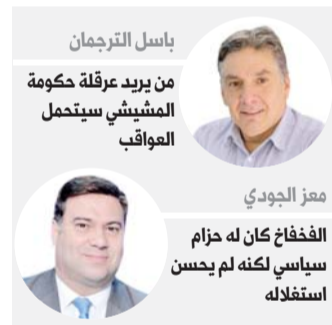 باسل الترجمان
من يريد عرقلة حكومة
المشيشي سيتحمل
العواقب
معز الجودي
الفخفاخ كان له حزام
سياسي لكنه لم يحسن
استغلاله